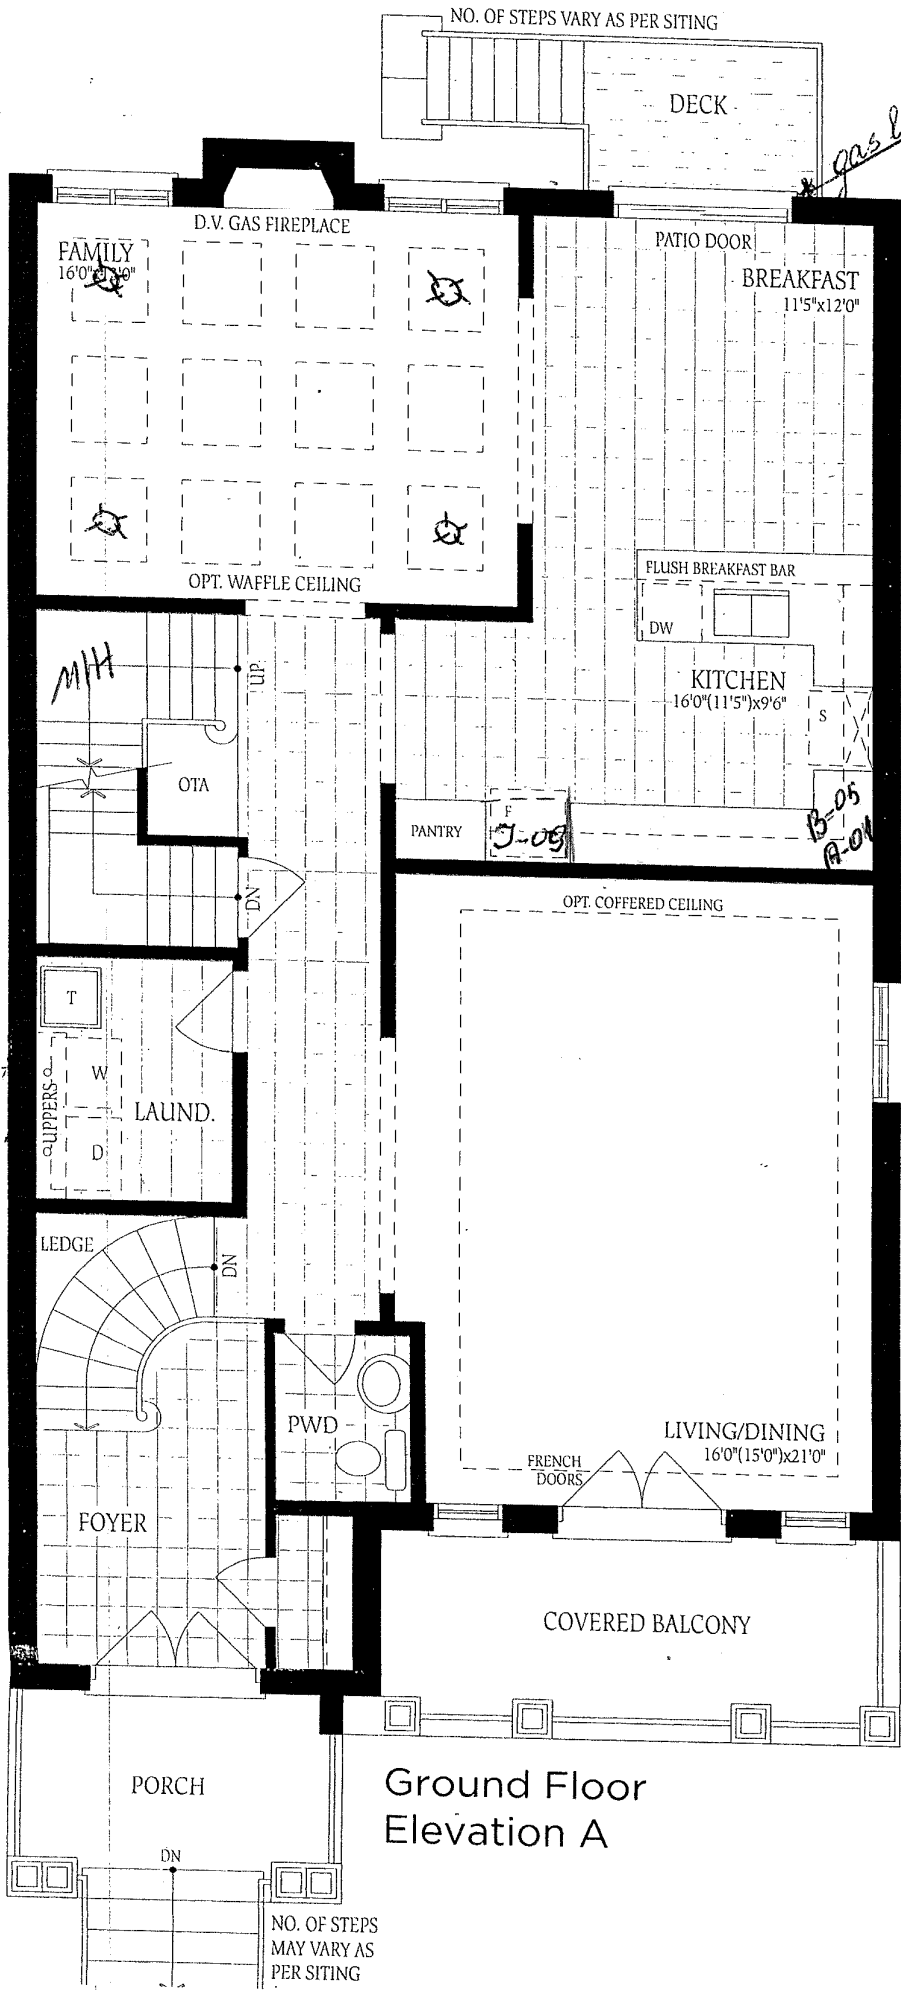 NO. OF STEPS VARY AS PER SITING
DECK
gas
D.V. GAS FIREPLACE
PATIO DOOR
FAMILY
BREAKFAST
11'5"x12'0"
OPT. WAFFLE CEILING
FLUSH BREAKFAST BAR
DW
M/H
UP
KITCHEN
16'0"(11'5")x9'6"
S
OTA
F
PANTRY
J-09
B-05
A-01
DN
OPT. COFFERED CEILING
T
W
UPPERS
LAUND.
D
LEDGE
DN
PWD
LIVING/DINING
16'0"(15'0")x21'0"
FRENCH
DOORS
FOYER
COVERED BALCONY
PORCH
Ground Floor
Elevation A
DN
NO. OF STEPS
MAY VARY AS
PER SITING